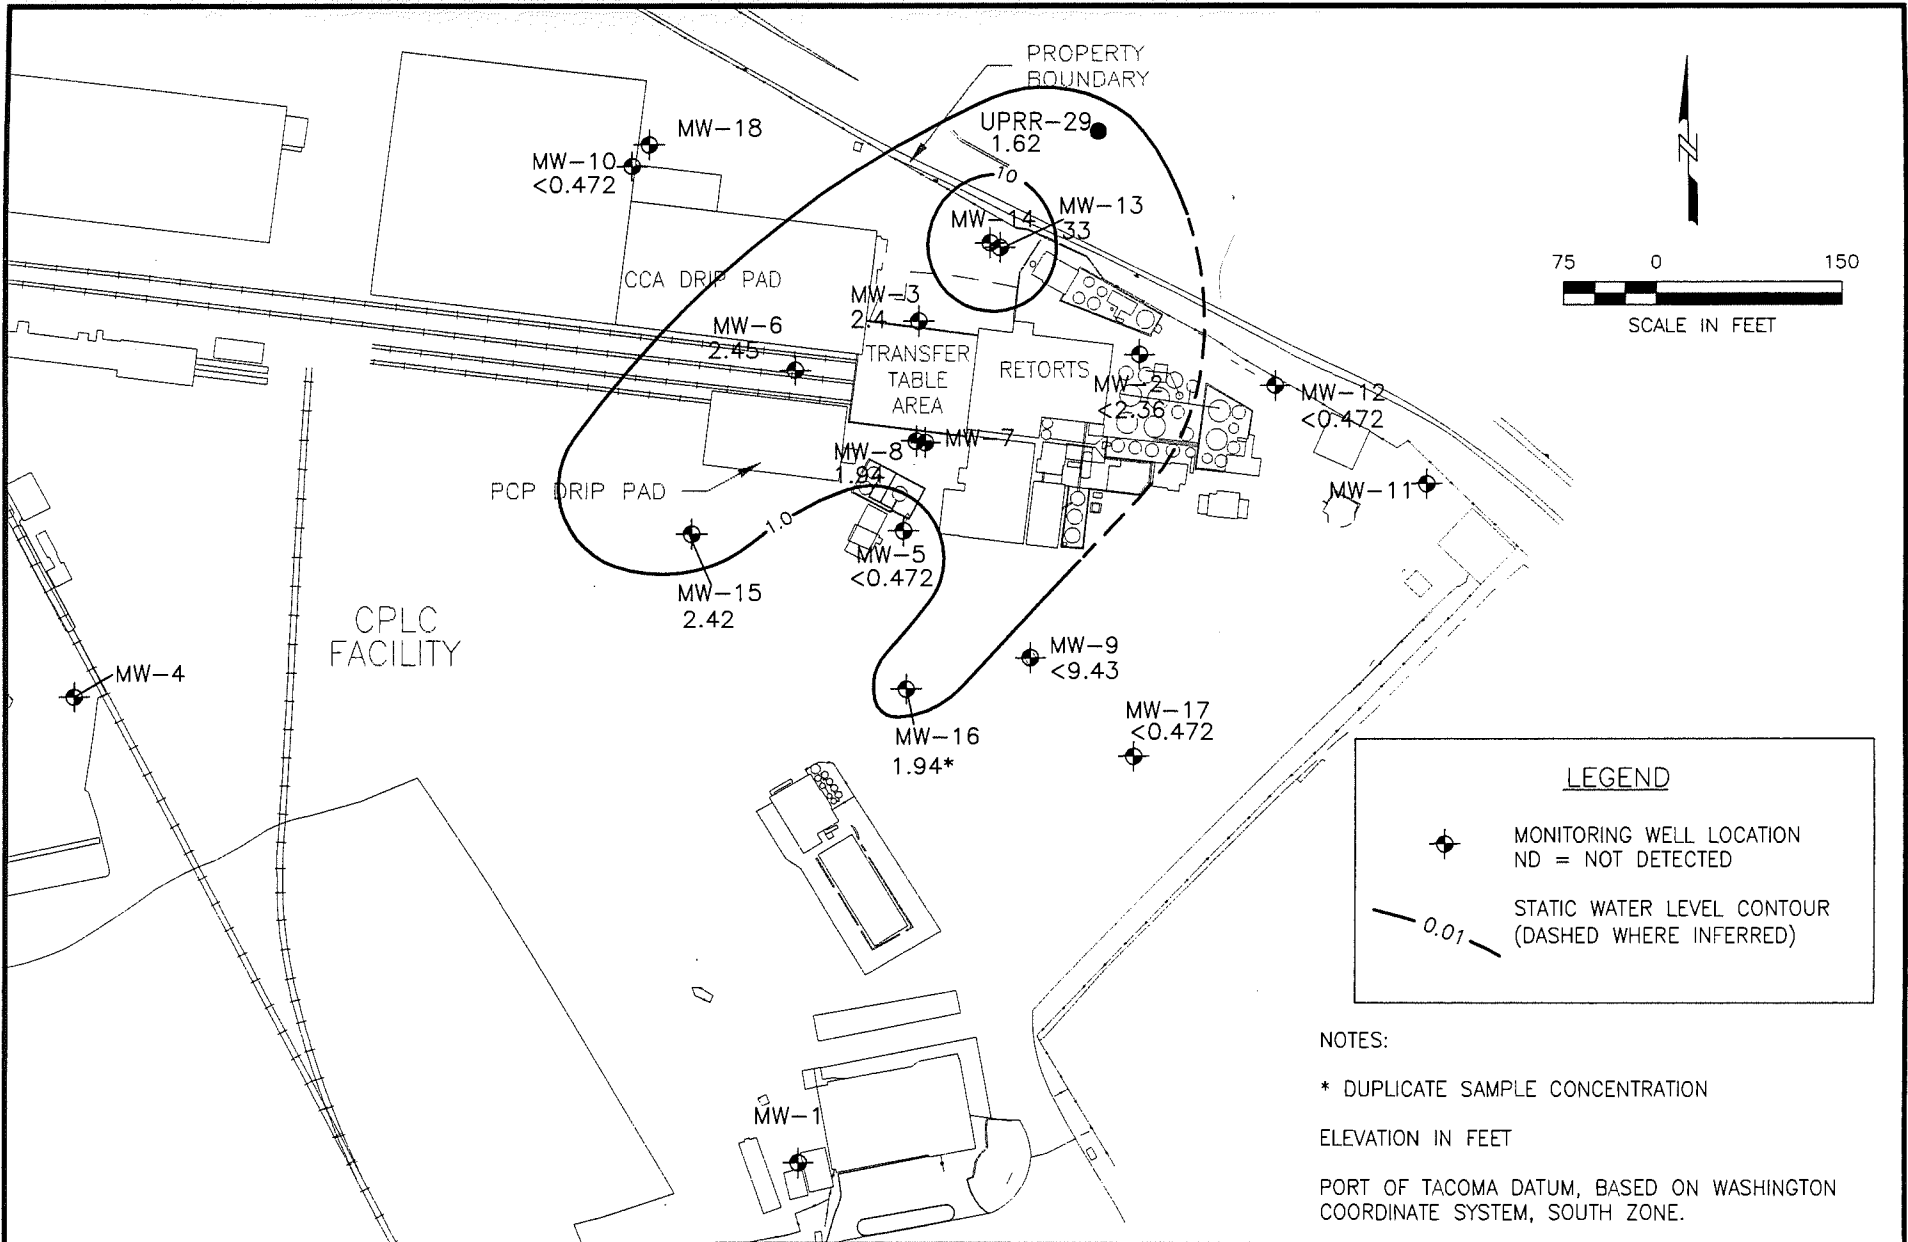 PROPERTY
BOUNDARY
UPRR-29
1.62
MW-18
MW-10
<0.472
10
MW-13
33
MW-14
CCA DRIP PAD
MW-3
2.4
MW-6
2.45
TRANSFER
TABLE
AREA
RETORTS
MW-2
<2.36
MW-12
<0.472
MW-7
MW-8
1.94
MW-11
PCP DRIP PAD
1.0
MW-5
<0.472
MW-15
2.42
CPLC
FACILITY
MW-4
MW-9
<9.43
MW-17
<0.472
MW-16
1.94*
MW-1
N
75 0 150
SCALE IN FEET
LEGEND
MONITORING WELL LOCATION
ND = NOT DETECTED
0.01
STATIC WATER LEVEL CONTOUR
(DASHED WHERE INFERRED)
NOTES:
* DUPLICATE SAMPLE CONCENTRATION
ELEVATION IN FEET
PORT OF TACOMA DATUM, BASED ON WASHINGTON
COORDINATE SYSTEM, SOUTH ZONE.